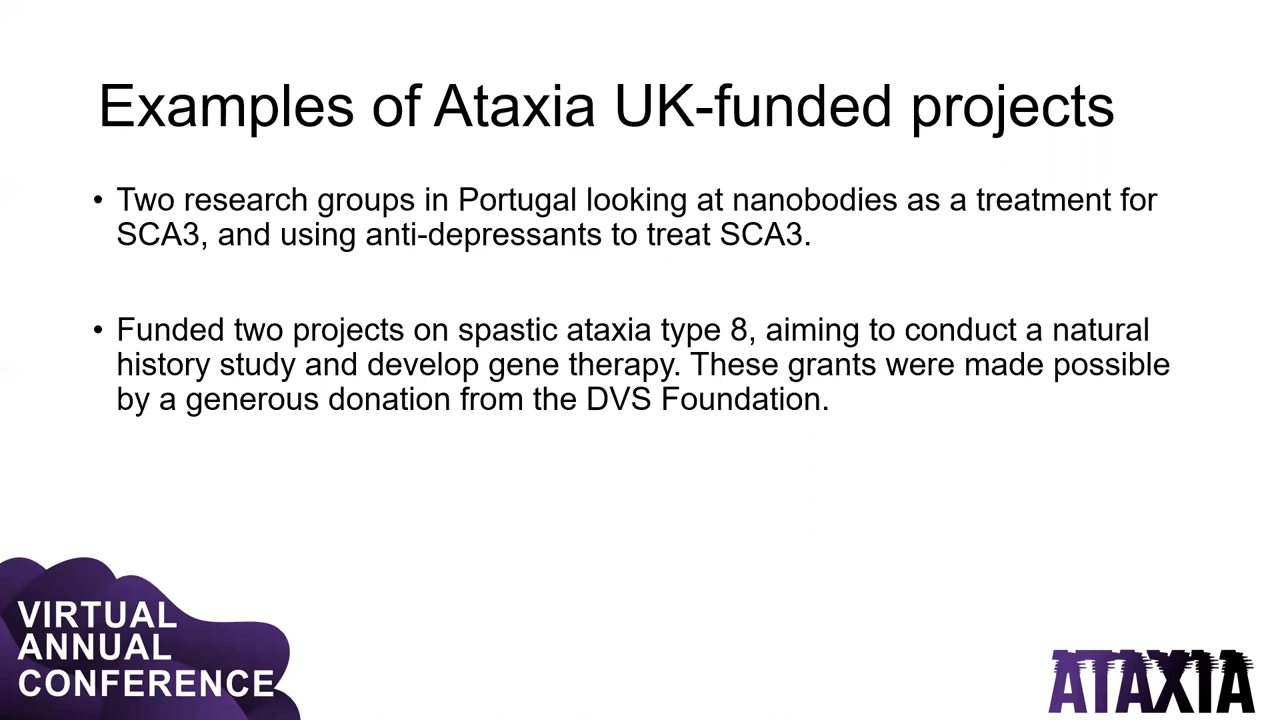 Examples of Ataxia UK-funded projects
• Two research groups in Portugal looking at nanobodies as a treatment for
SCA3, and using anti-depressants to treat SCA3.
• Funded two projects on spastic ataxia type 8, aiming to conduct a natural
history study and develop gene therapy. These grants were made possible
by a generous donation from the DVS Foundation.
VIRTUAL
ANNUAL
CONFERENCE
ATAXIA